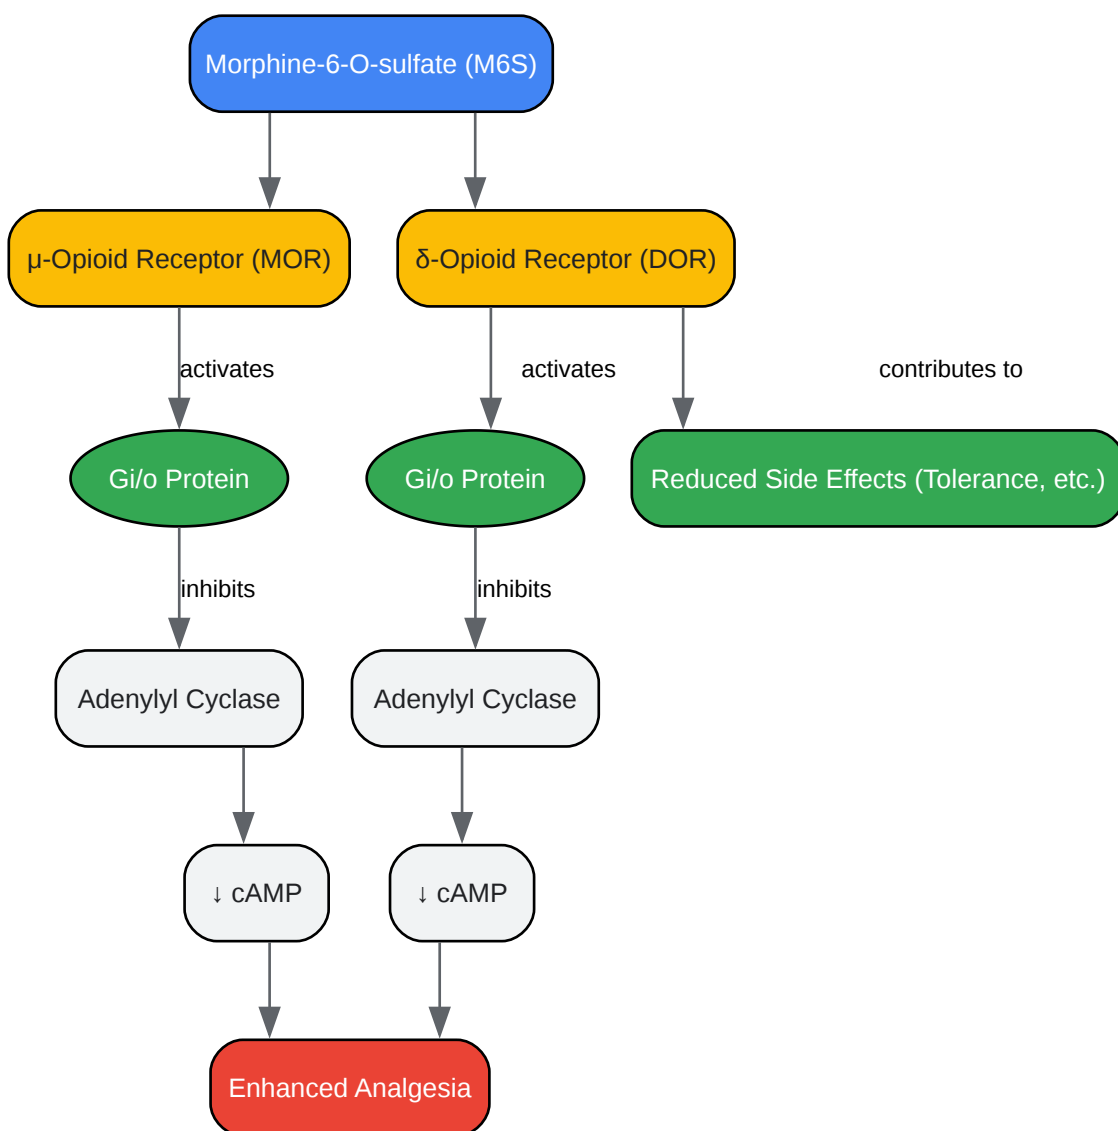 Morphine-6-O-sulfate (M6S)
μ-Opioid Receptor (MOR)
δ-Opioid Receptor (DOR)
activates
activates
contributes to
Gi/o Protein
Gi/o Protein
Reduced Side Effects (Tolerance, etc.)
inhibits
inhibits
Adenylyl Cyclase
Adenylyl Cyclase
↓ cAMP
↓ cAMP
Enhanced Analgesia